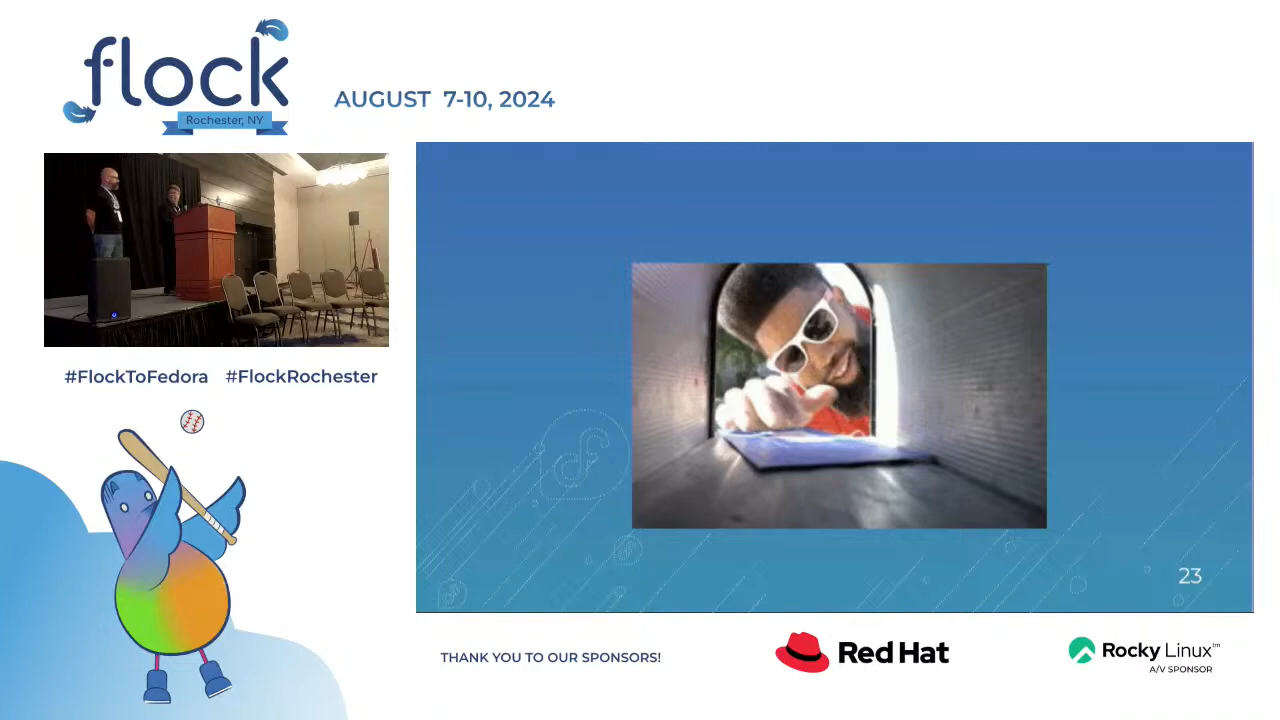 flock
Rochester, NY
AUGUST 7-10, 2024
#FlockToFedora #FlockRochester
23
THANK YOU TO OUR SPONSORS!
Red Hat
Rocky Linux™
A/V SPONSOR